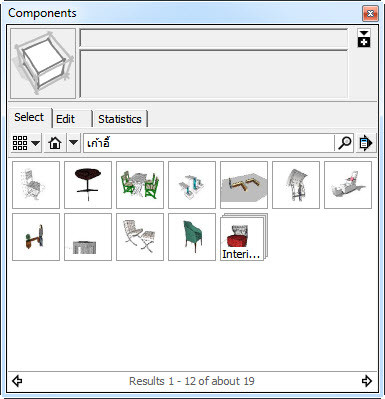 Components
Select Edit Statistics
เก้าอี้
Interi...
Results 1 - 12 of about 19